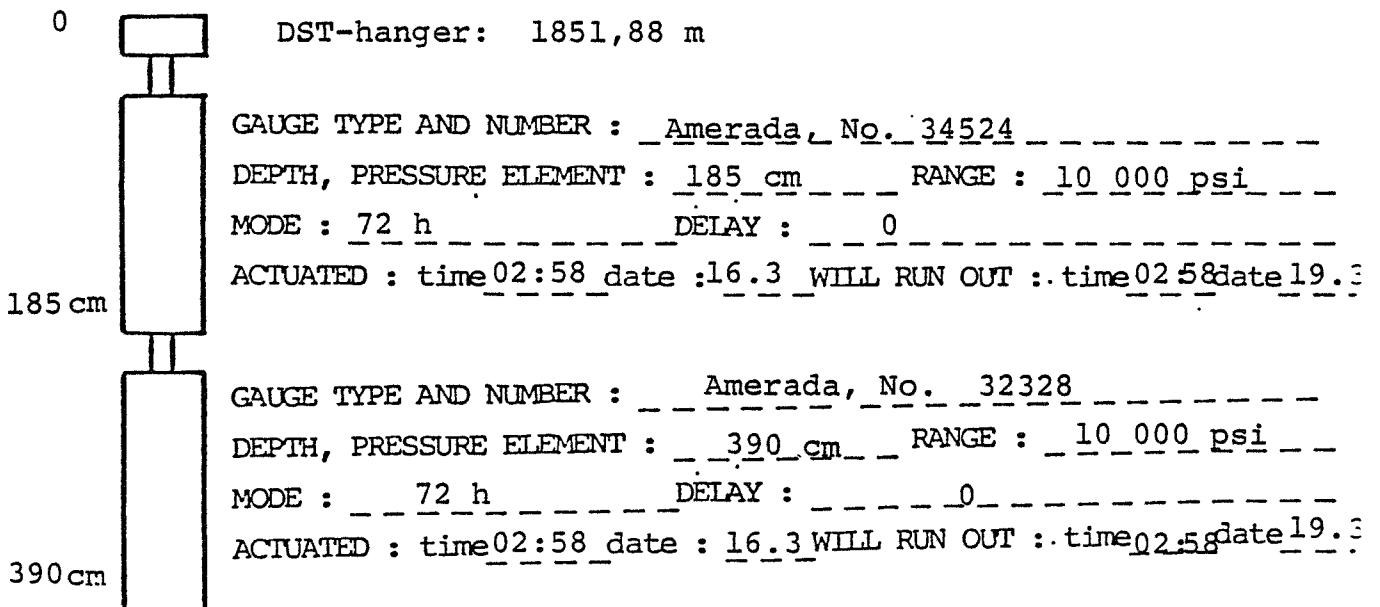 0 DST-hanger: 1851,88 m
GAUGE TYPE AND NUMBER : Amerada, No. 34524
DEPTH, PRESSURE ELEMENT : 185 cm RANGE : 10 000 psi
MODE : 72 h DELAY : 0
ACTUATED : time 02:58 date : 16.3 WILL RUN OUT : time 02:58 date 19.3
185 cm
GAUGE TYPE AND NUMBER : Amerada, No. 32328
DEPTH, PRESSURE ELEMENT : 390 cm RANGE : 10 000 psi
MODE : 72 h DELAY : 0
ACTUATED : time 02:58 date : 16.3 WILL RUN OUT : time 02:58 date 19.3
390 cm